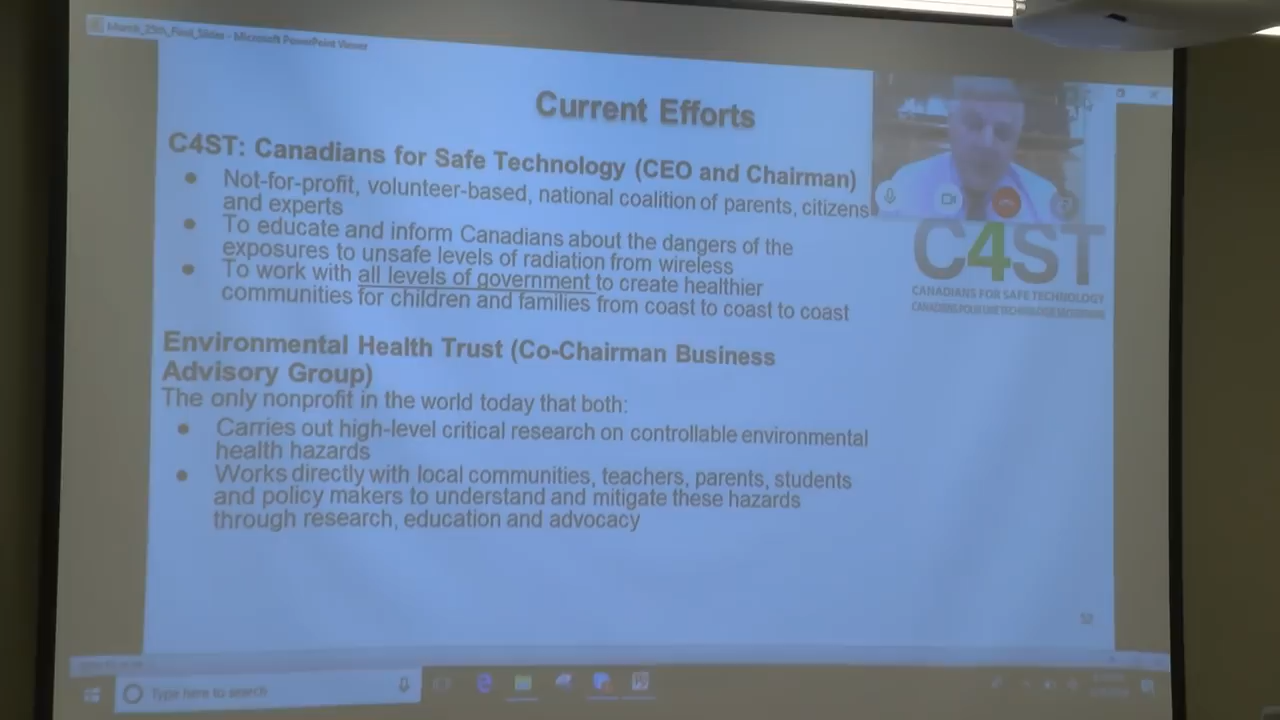 March_25th_Final_Slides - Microsoft PowerPoint Viewer
Current Efforts
C4ST: Canadians for Safe Technology (CEO and Chairman)
● Not-for-profit, volunteer-based, national coalition of parents, citizens
and experts
● To educate and inform Canadians about the dangers of the
exposures to unsafe levels of radiation from wireless
● To work with all levels of government to create healthier
communities for children and families from coast to coast to coast
C4ST
CANADIANS FOR SAFE TECHNOLOGY
CANADIENS POUR UNE TECHNOLOGIE SÉCURITAIRE
Environmental Health Trust (Co-Chairman Business
Advisory Group)
The only nonprofit in the world today that both:
● Carries out high-level critical research on controllable environmental
health hazards
● Works directly with local communities, teachers, parents, students
and policy makers to understand and mitigate these hazards
through research, education and advocacy
Type here to search